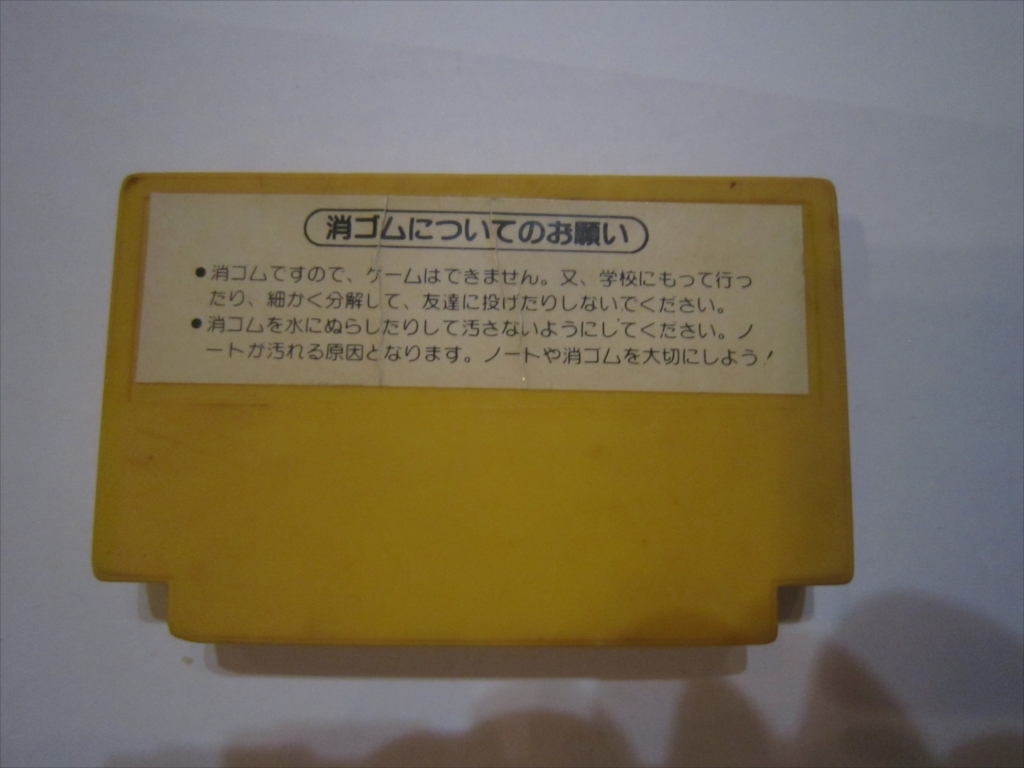 消ゴムについてのお願い
●消ゴムですので、ゲームはできません。又、学校にもって行っ
たり、細かく分解して、友達に投げたりしないでください。
●消ゴムを水にぬらしたりして汚さないようにしてください。ノ
ートが汚れる原因となります。ノートや消ゴムを大切にしよう!